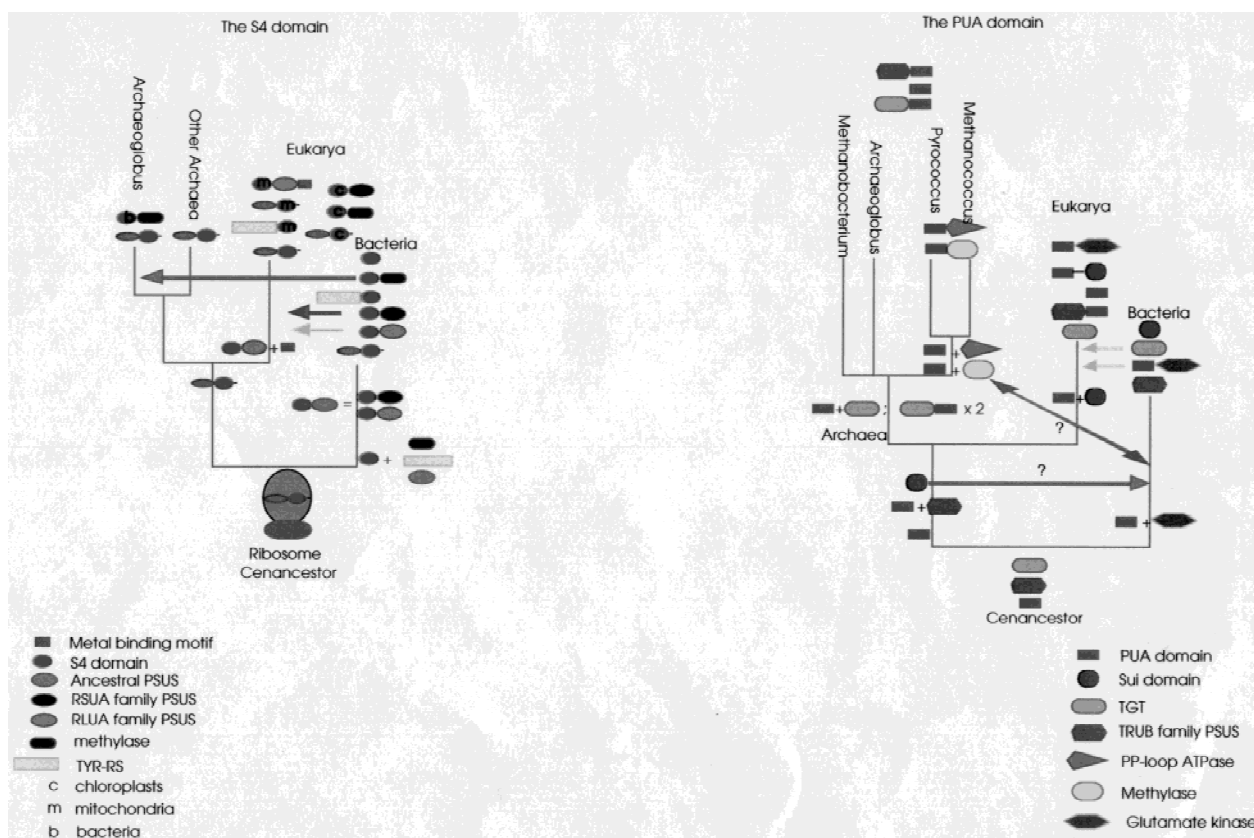 The S4 domain
Archaeoglobus
Other Archaea
Eukarya
m
c
b
m
c
m
c
Bacteria
+
=
+
Ribosome
Cenancestor
Metal binding motif
S4 domain
Ancestral PSUS
RSUA family PSUS
RLUA family PSUS
methylase
TYR-RS
c chloroplasts
m mitochondria
b bacteria
The PUA domain
Methanobacterium
Archaeoglobus
Pyrococcus
Methanococcus
Eukarya
Bacteria
+
+
+ ; x 2
+
Archaea
?
?
+
+
Cenancestor
PUA domain
Sui domain
TGT
TRUB family PSUS
PP-loop ATPase
Methylase
Glutamate kinase